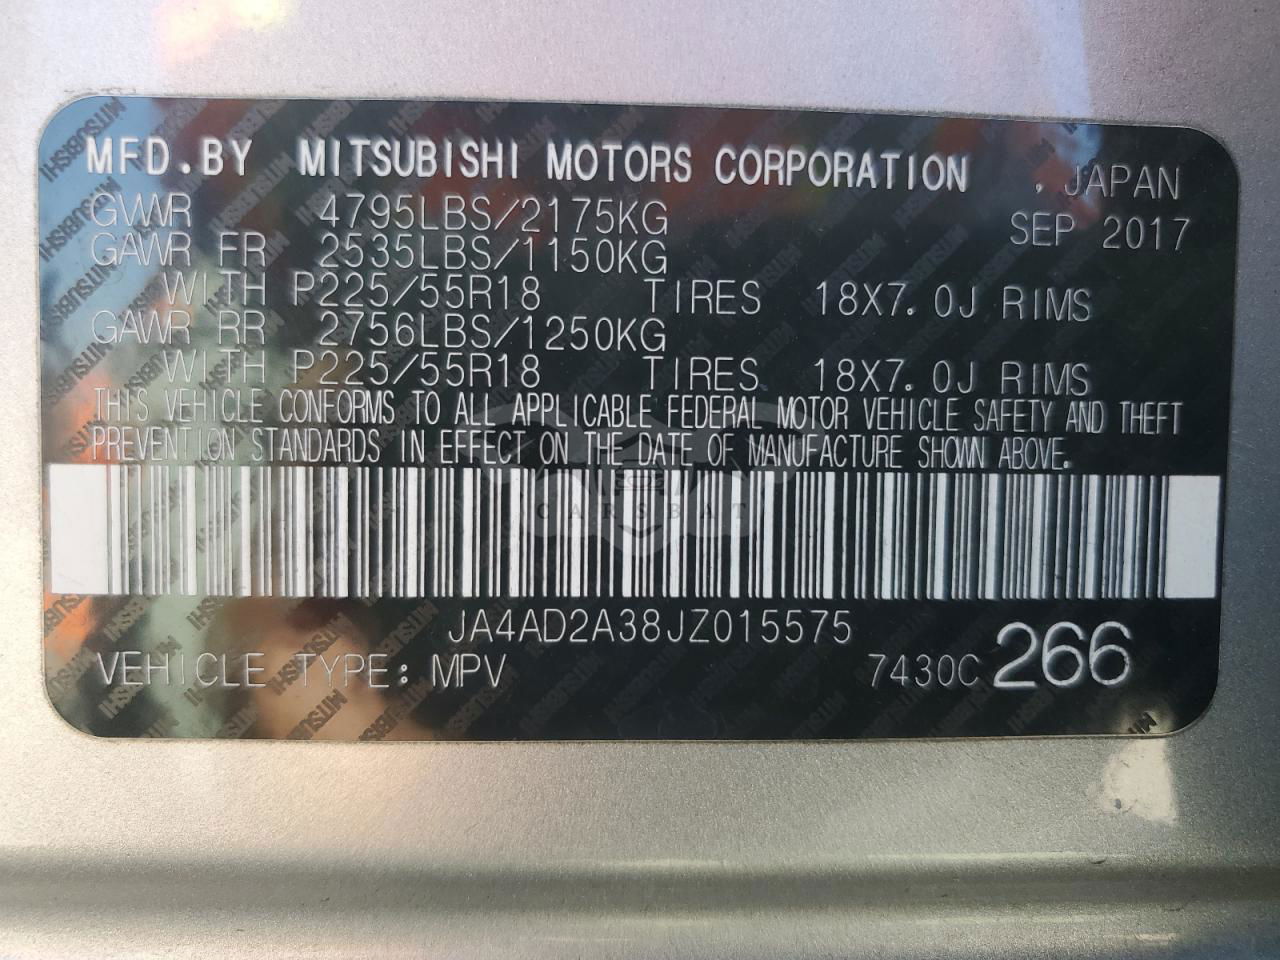 MFD.BY MITSUBISHI MOTORS CORPORATION , JAPAN
GVWR 4795LBS/2175KG SEP 2017
GAWR FR 2535LBS/1150KG
WITH P225/55R18 TIRES 18X7.0J RIMS
GAWR RR 2756LBS/1250KG
WITH P225/55R18 TIRES 18X7.0J RIMS
THIS VEHICLE CONFORMS TO ALL APPLICABLE FEDERAL MOTOR VEHICLE SAFETY AND THEFT
PREVENTION STANDARDS IN EFFECT ON THE DATE OF MANUFACTURE SHOWN ABOVE.
CARSBAT
JA4AD2A38JZ015575
VEHICLE TYPE: MPV 7430C 266